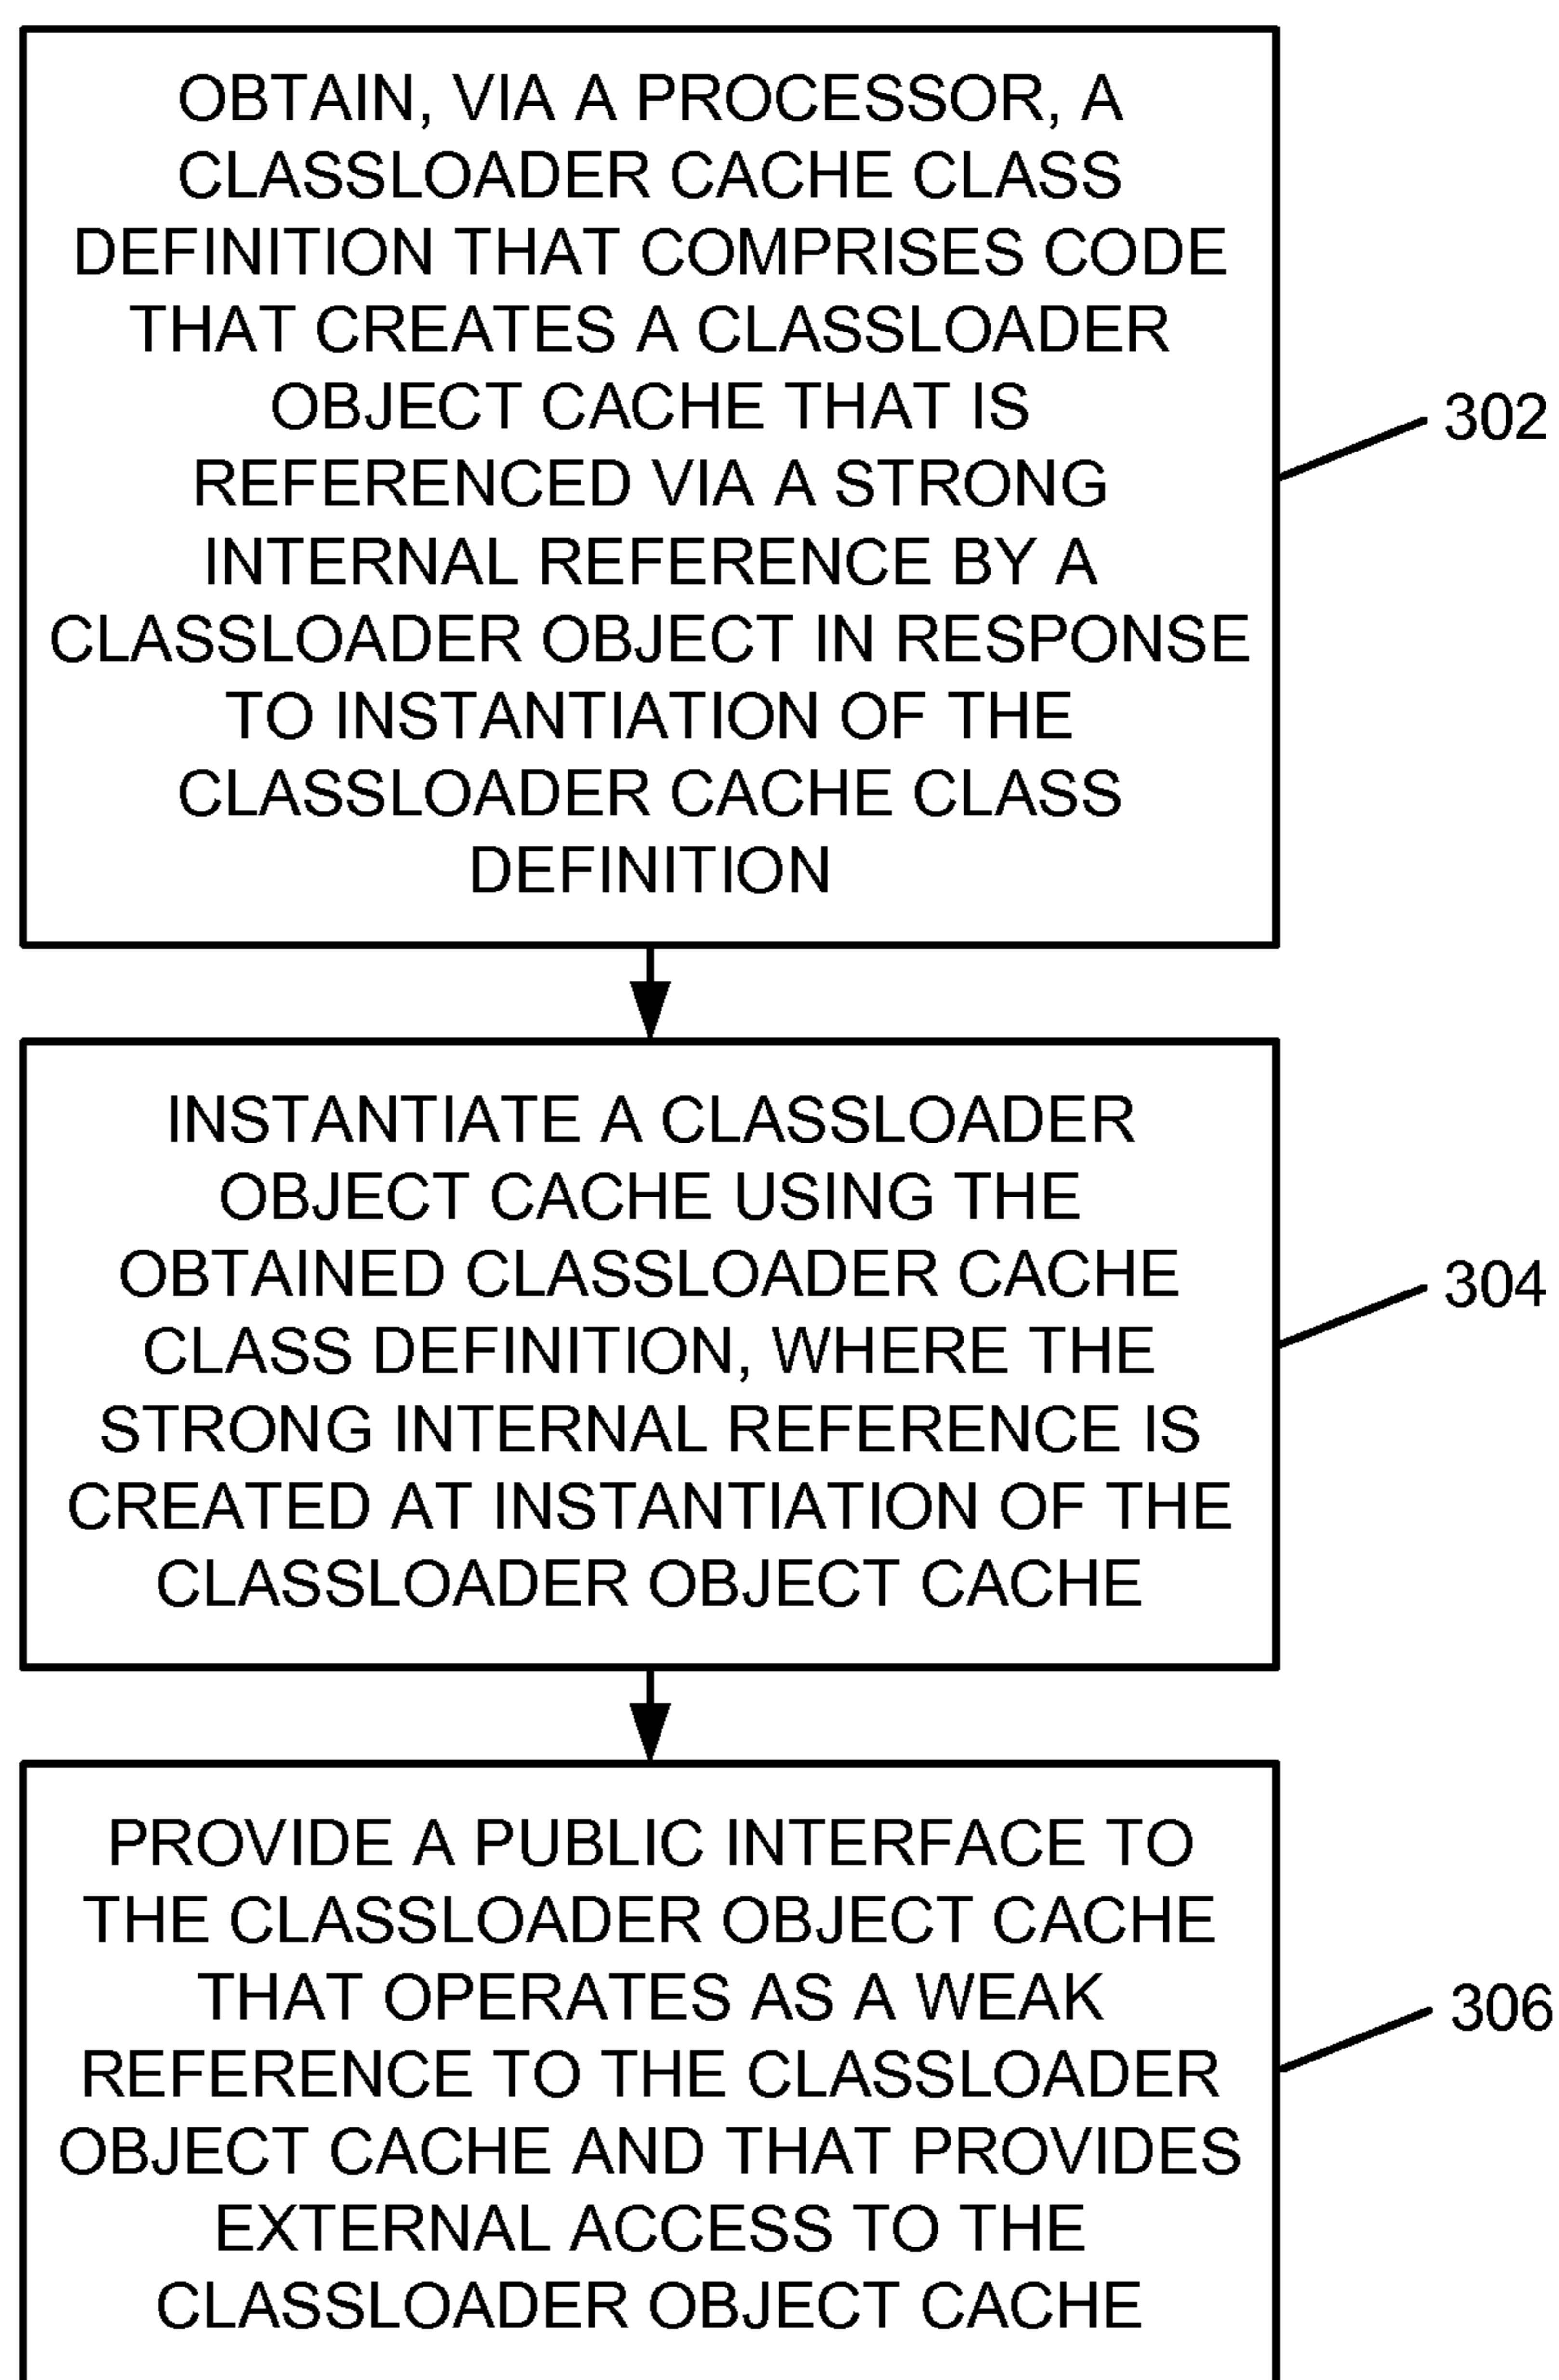 OBTAIN, VIA A PROCESSOR, A
CLASSLOADER CACHE CLASS
DEFINITION THAT COMPRISES CODE
THAT CREATES A CLASSLOADER
OBJECT CACHE THAT IS
REFERENCED VIA A STRONG
INTERNAL REFERENCE BY A
CLASSLOADER OBJECT IN RESPONSE
TO INSTANTIATION OF THE
CLASSLOADER CACHE CLASS
DEFINITION
302
INSTANTIATE A CLASSLOADER
OBJECT CACHE USING THE
OBTAINED CLASSLOADER CACHE
CLASS DEFINITION, WHERE THE
STRONG INTERNAL REFERENCE IS
CREATED AT INSTANTIATION OF THE
CLASSLOADER OBJECT CACHE
304
PROVIDE A PUBLIC INTERFACE TO
THE CLASSLOADER OBJECT CACHE
THAT OPERATES AS A WEAK
REFERENCE TO THE CLASSLOADER
OBJECT CACHE AND THAT PROVIDES
EXTERNAL ACCESS TO THE
CLASSLOADER OBJECT CACHE
306